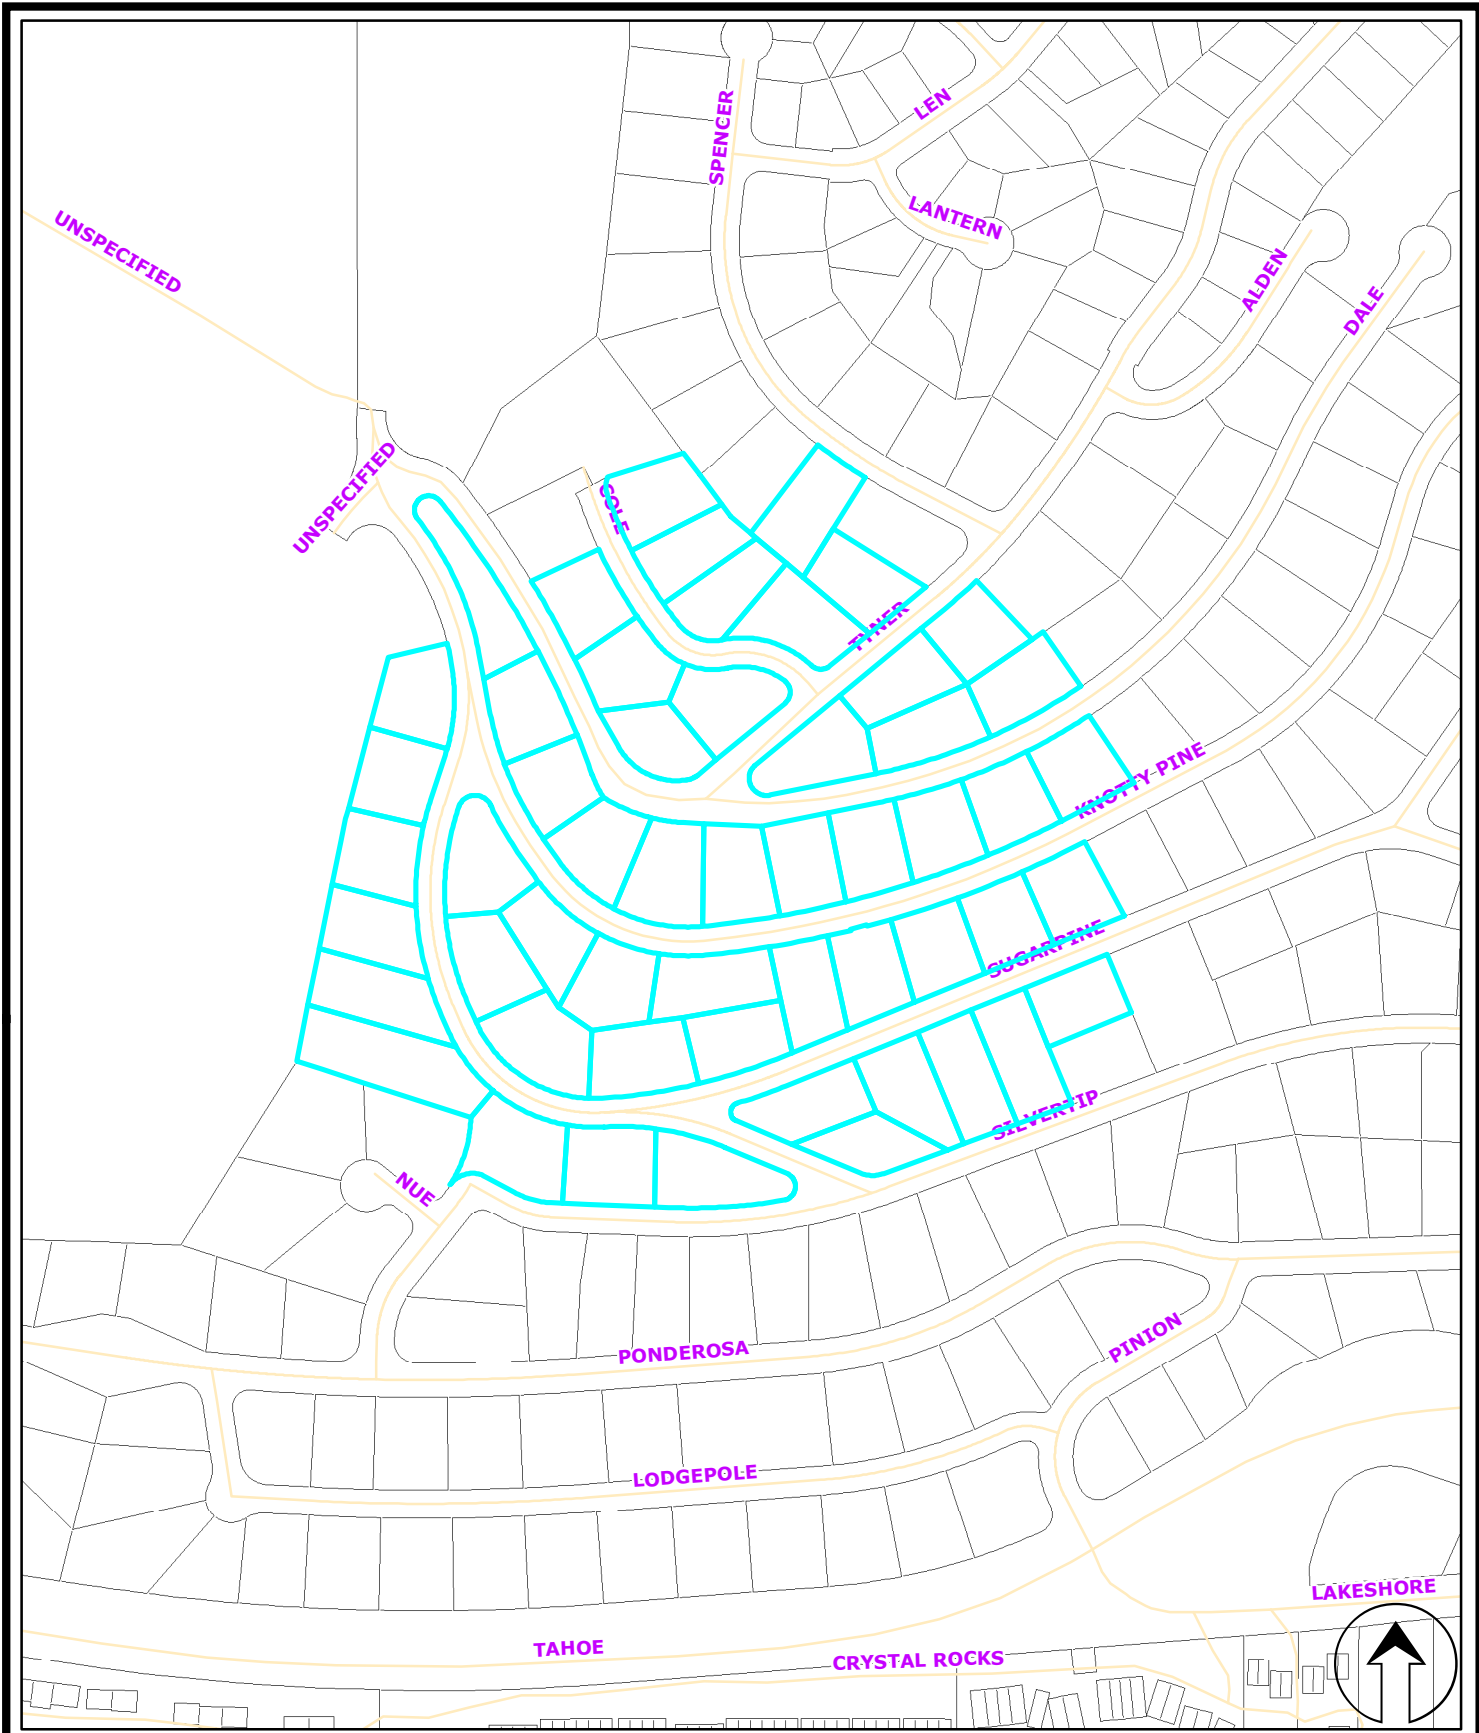 SPENCER
LEN
LANTERN
UNSPECIFIED
ALDEN
DALE
UNSPECIFIED
COLE
TYNER
KNOTTY PINE
SUGARPINE
SILVERTIP
NUE
PINION
PONDEROSA
LODGEPOLE
LAKESHORE
TAHOE
CRYSTAL ROCKS